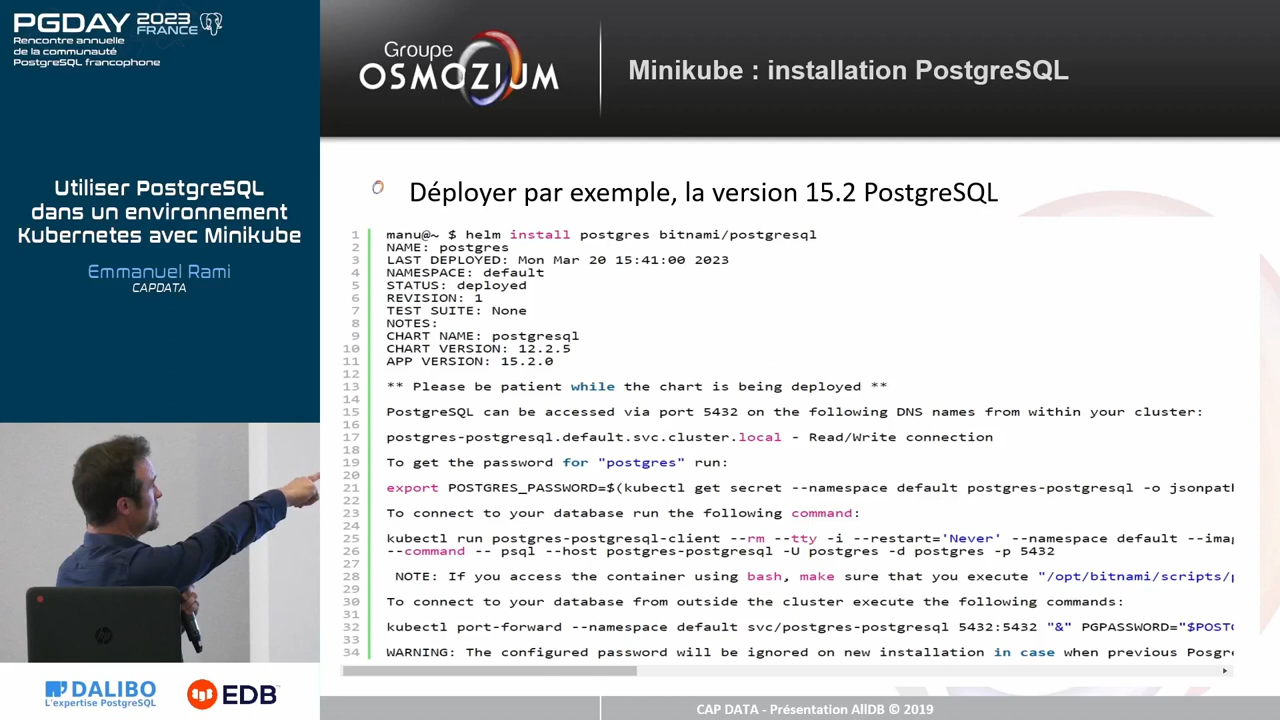 PGDAY 2023 FRANCE
Rencontre annuelle
de la communauté
PostgreSQL francophone
Utiliser PostgreSQL
dans un environnement
Kubernetes avec Minikube
Emmanuel Rami
CAPDATA
hp
DALIBO
L'expertise PostgreSQL
EDB
Groupe
OSMOZIUM
Minikube : installation PostgreSQL
Déployer par exemple, la version 15.2 PostgreSQL
1 manu@~ $ helm install postgres bitnami/postgresql
2 NAME: postgres
3 LAST DEPLOYED: Mon Mar 20 15:41:00 2023
4 NAMESPACE: default
5 STATUS: deployed
6 REVISION: 1
7 TEST SUITE: None
8 NOTES:
9 CHART NAME: postgresql
10 CHART VERSION: 12.2.5
11 APP VERSION: 15.2.0
12
13 ** Please be patient while the chart is being deployed **
14
15 PostgreSQL can be accessed via port 5432 on the following DNS names from within your cluster:
16
17 postgres-postgresql.default.svc.cluster.local - Read/Write connection
18
19 To get the password for "postgres" run:
20
21 export POSTGRES_PASSWORD=$(kubectl get secret --namespace default postgres-postgresql -o jsonpath
22
23 To connect to your database run the following command:
24
25 kubectl run postgres-postgresql-client --rm --tty -i --restart='Never' --namespace default --imag
26 --command -- psql --host postgres-postgresql -U postgres -d postgres -p 5432
27
28 NOTE: If you access the container using bash, make sure that you execute "/opt/bitnami/scripts/p
29
30 To connect to your database from outside the cluster execute the following commands:
31
32 kubectl port-forward --namespace default svc/postgres-postgresql 5432:5432 "&" PGPASSWORD="$POSTG
33
34 WARNING: The configured password will be ignored on new installation in case when previous Posgre
CAP DATA - Présentation AllDB © 2019